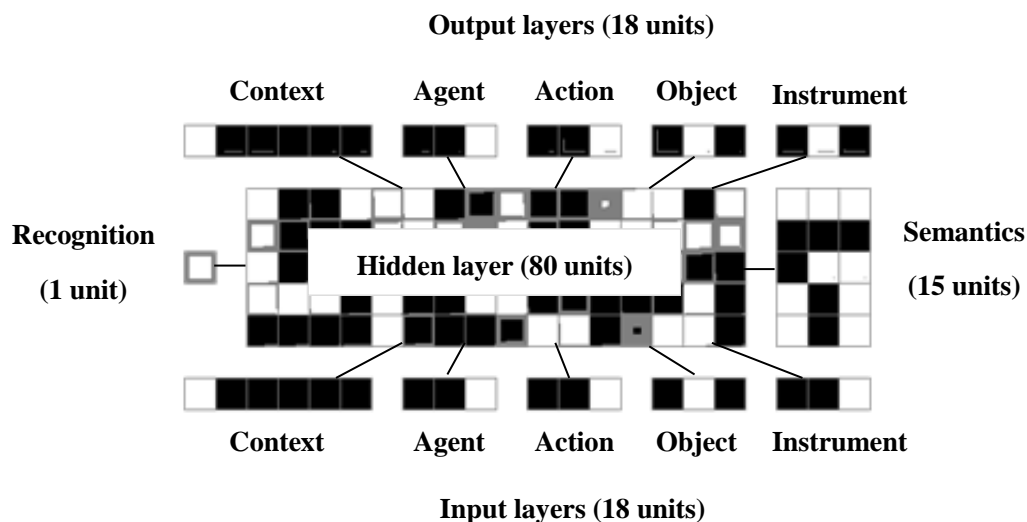 Output layers (18 units)
Context Agent Action Object Instrument
Recognition
(1 unit)
Hidden layer (80 units)
Semantics
(15 units)
Context Agent Action Object Instrument
Input layers (18 units)